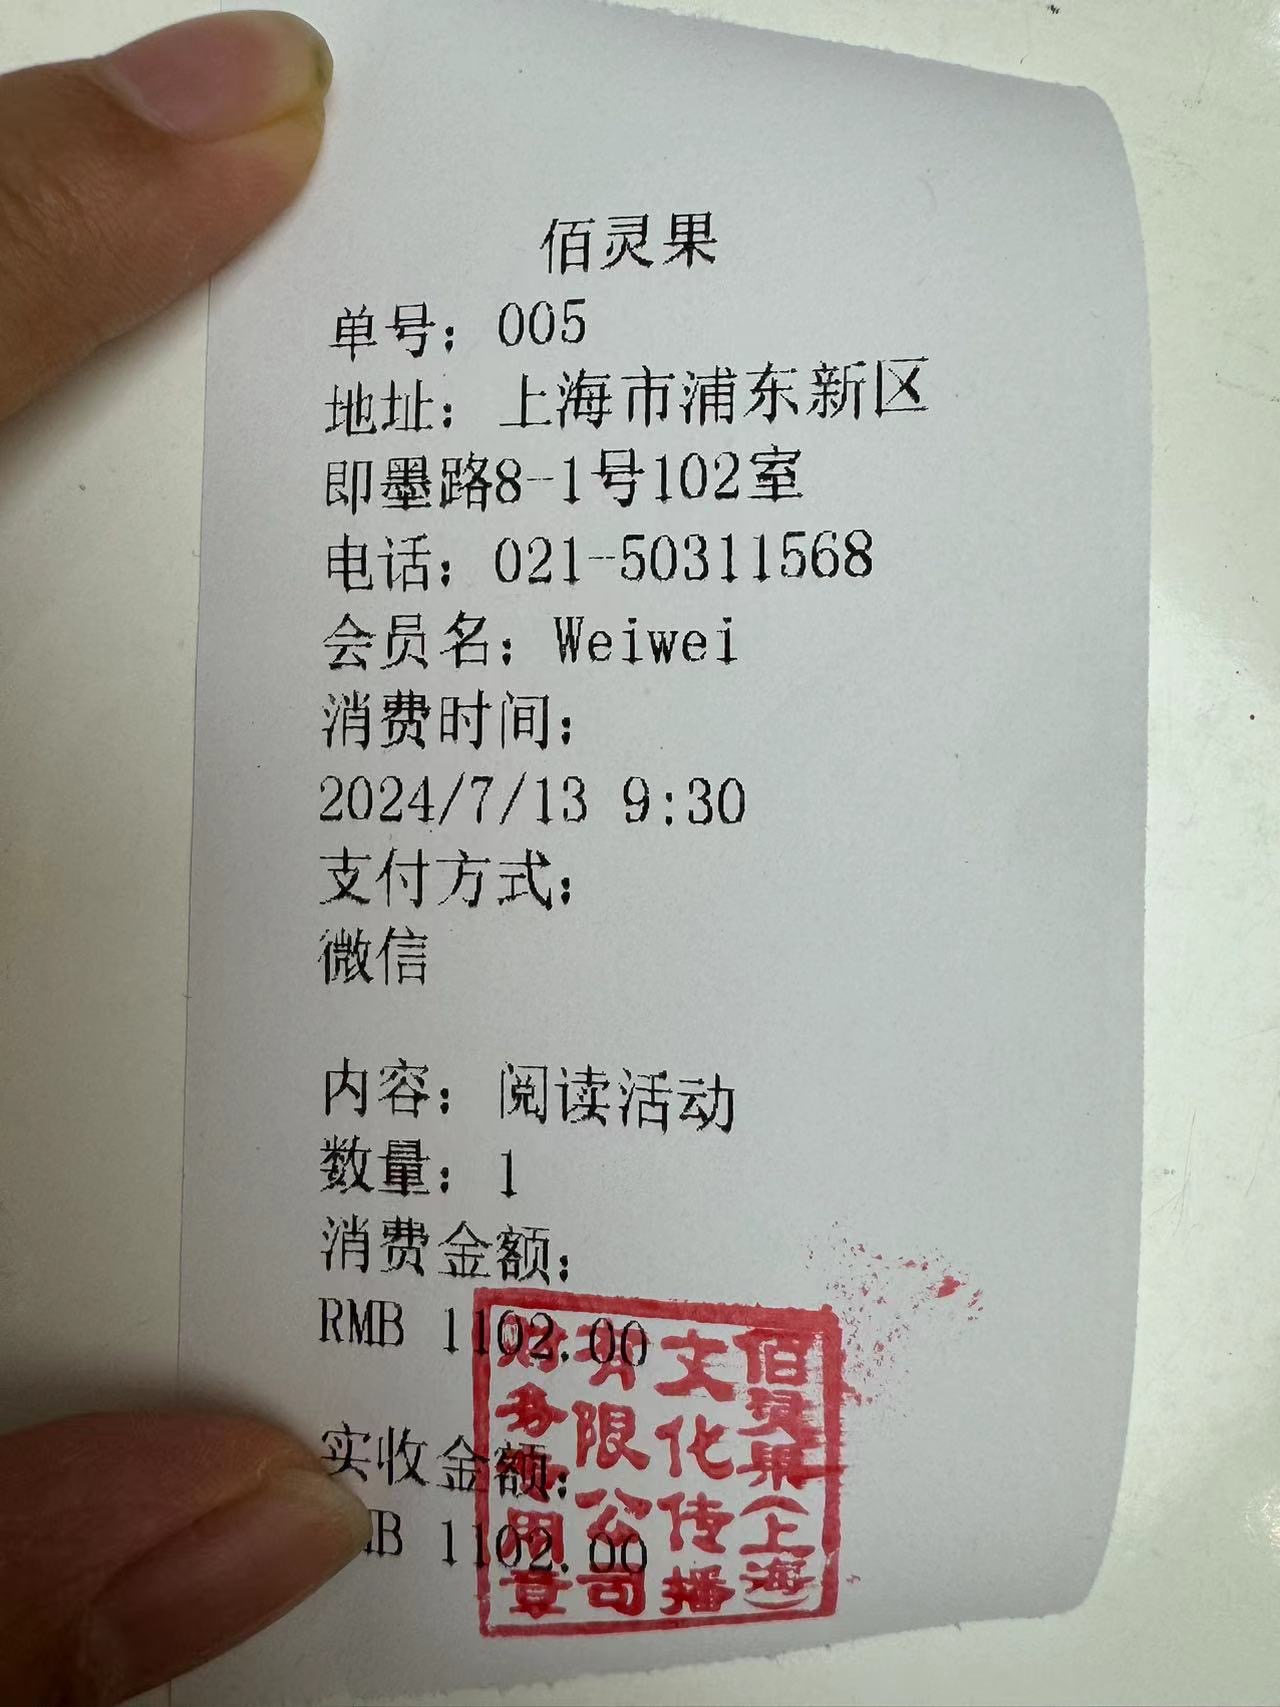 佰灵果
单号：005
地址：上海市浦东新区
即墨路8-1号102室
电话：021-50311568
会员名：Weiwei
消费时间：
2024/7/13 9:30
支付方式：
微信
内容：阅读活动
数量：1
消费金额：
RMB 1102.00
实收金额：
RMB 1102.00
佰灵果（上海）
文化传播
有限公司
财务专用章